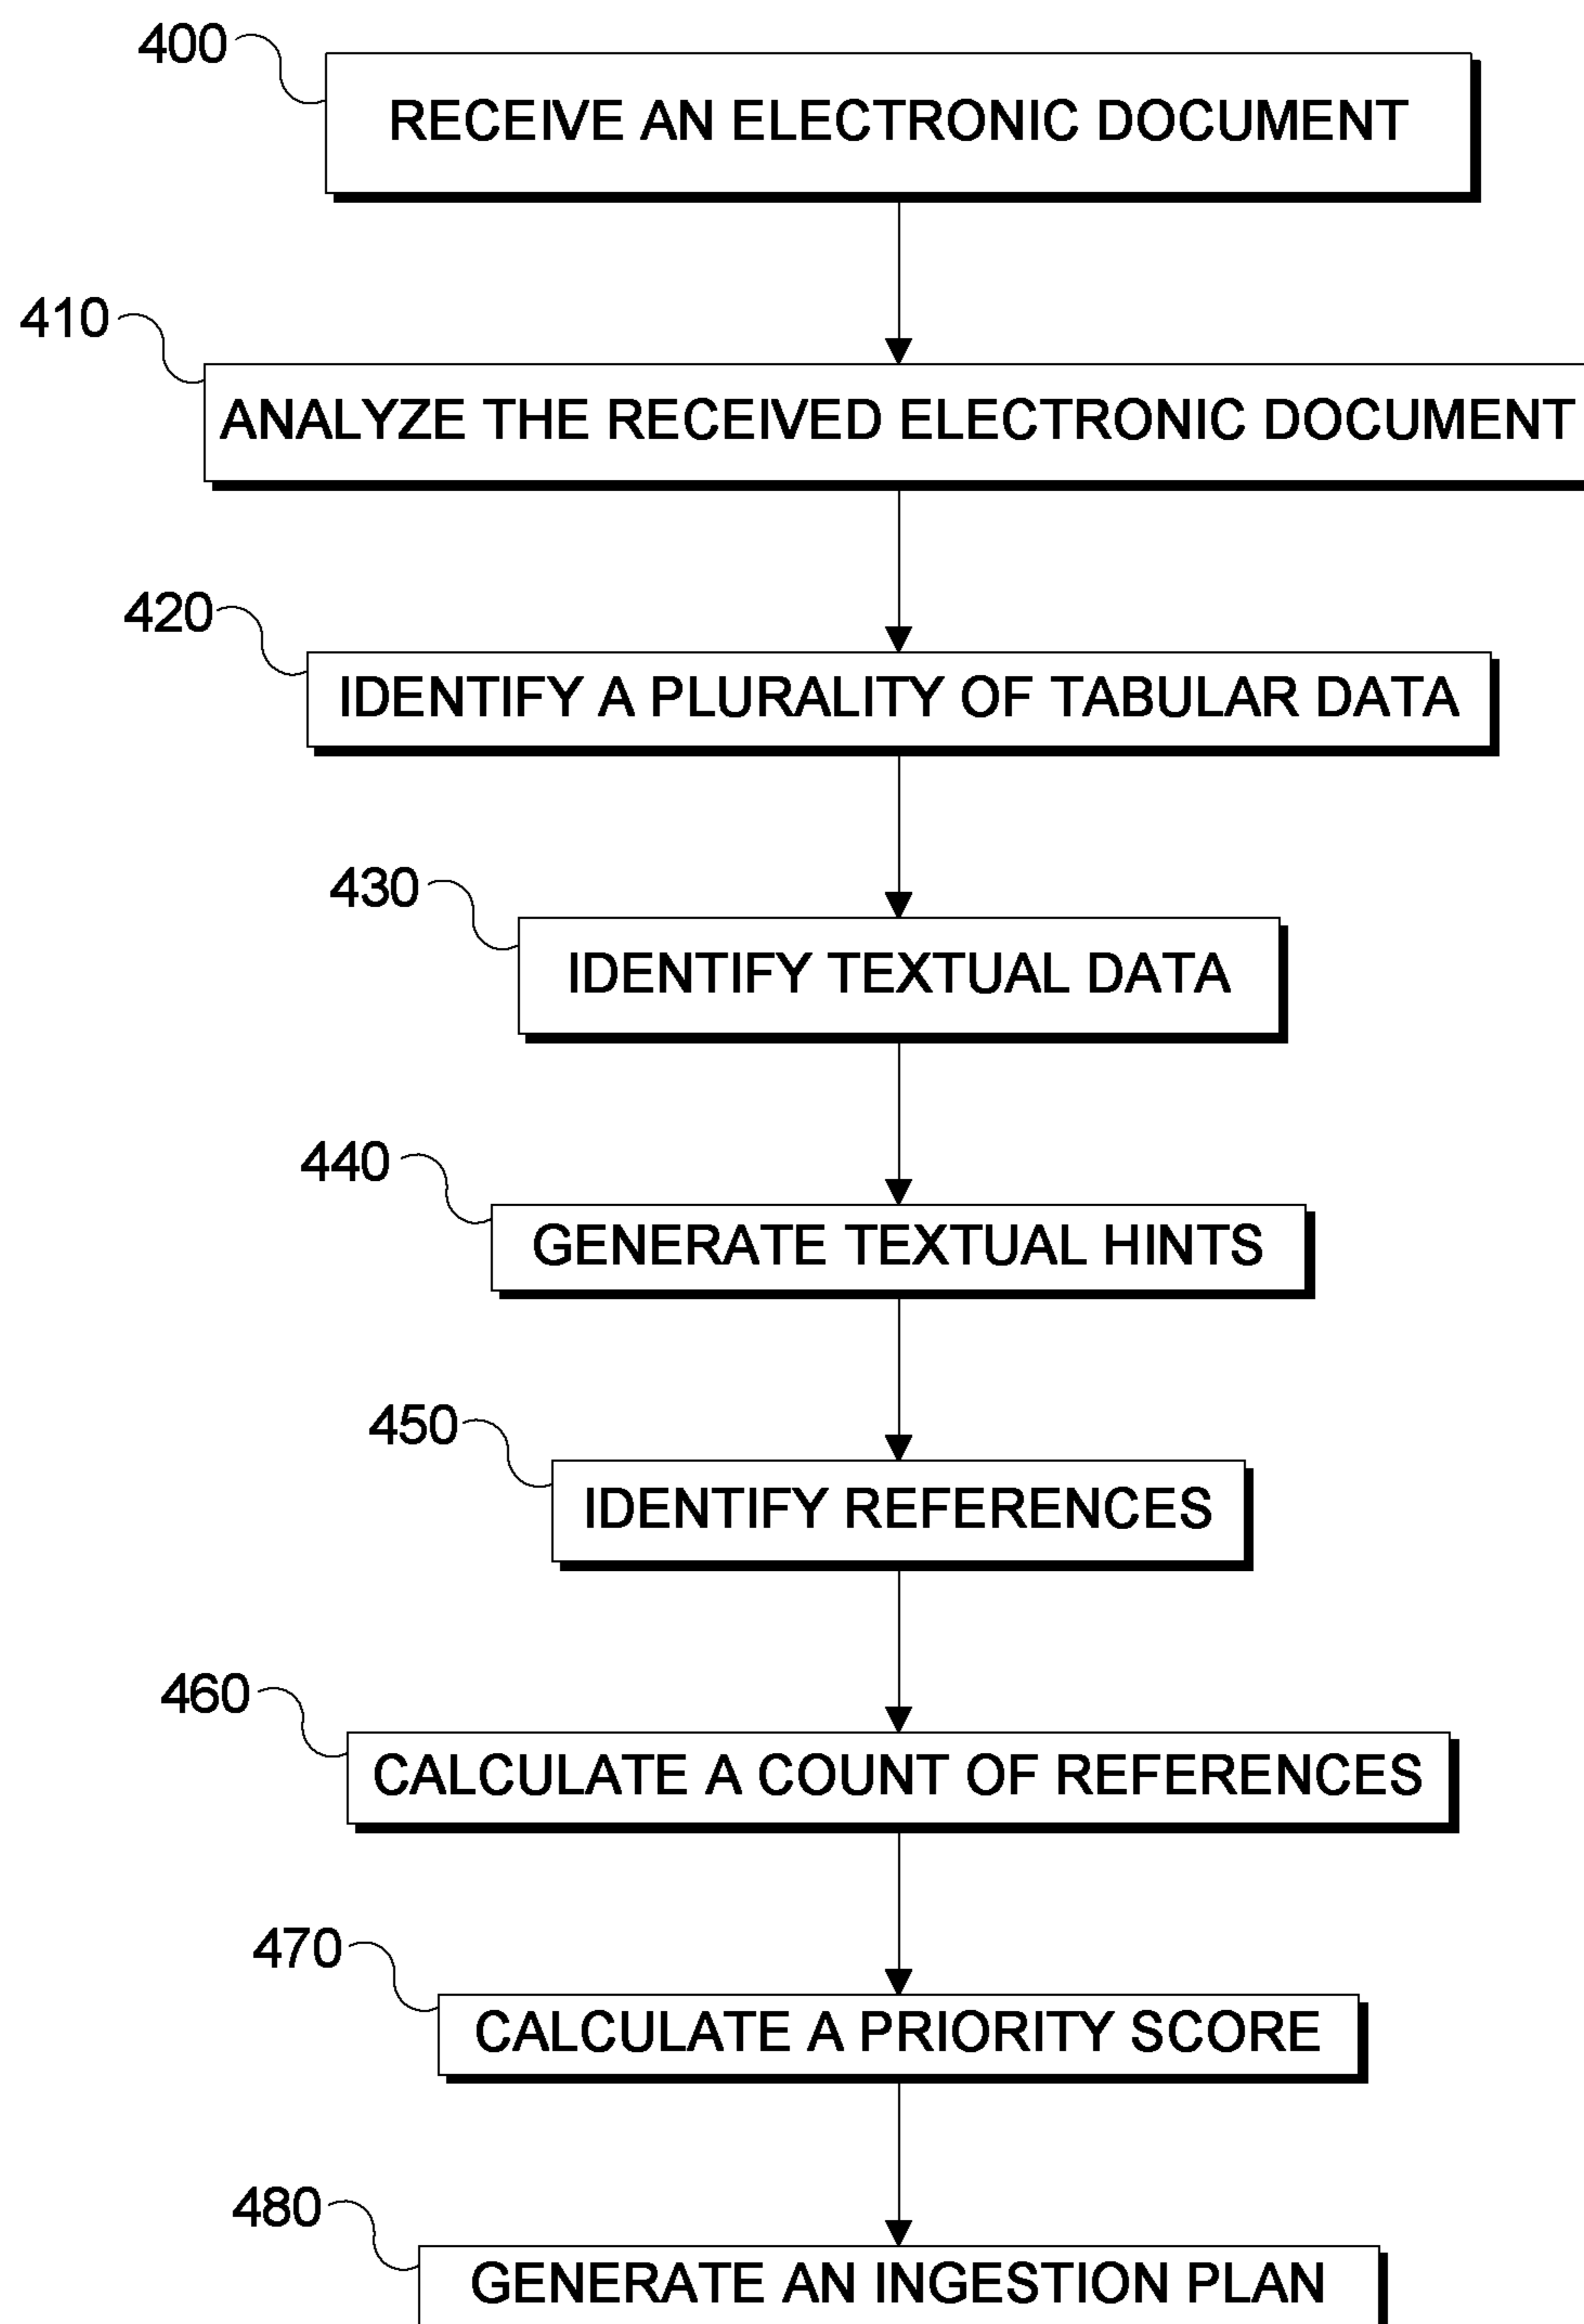 400
RECEIVE AN ELECTRONIC DOCUMENT
410
ANALYZE THE RECEIVED ELECTRONIC DOCUMENT
420
IDENTIFY A PLURALITY OF TABULAR DATA
430
IDENTIFY TEXTUAL DATA
440
GENERATE TEXTUAL HINTS
450
IDENTIFY REFERENCES
460
CALCULATE A COUNT OF REFERENCES
470
CALCULATE A PRIORITY SCORE
480
GENERATE AN INGESTION PLAN